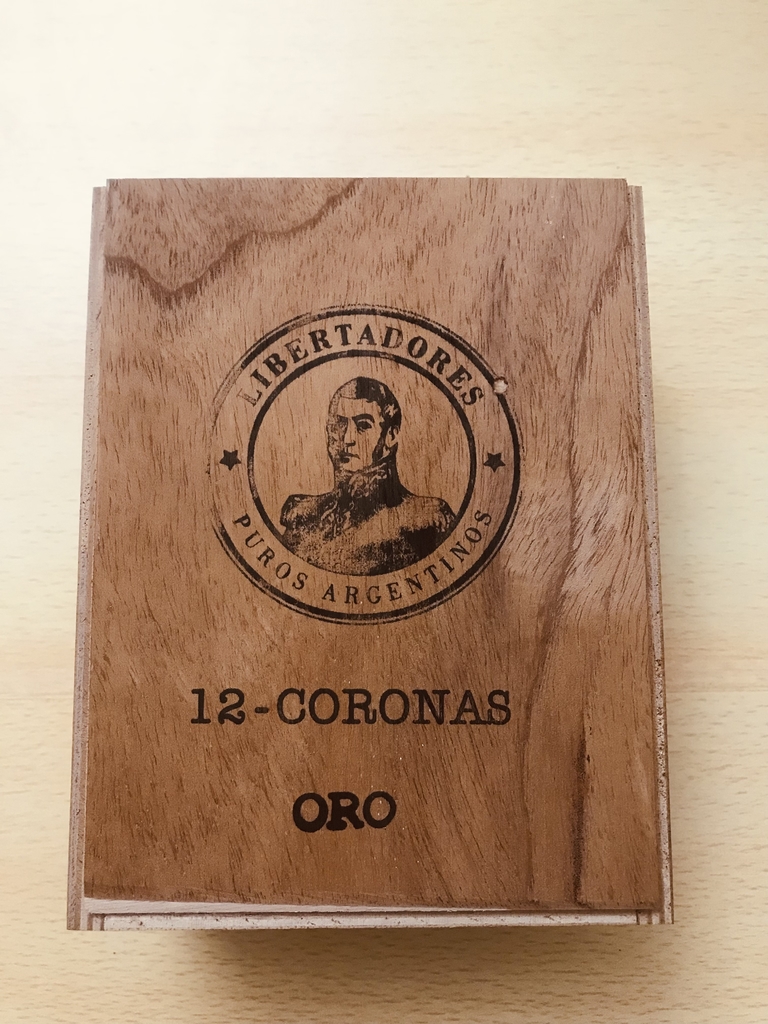 LIBERTADORES
PUROS ARGENTINOS
12-CORONAS
ORO